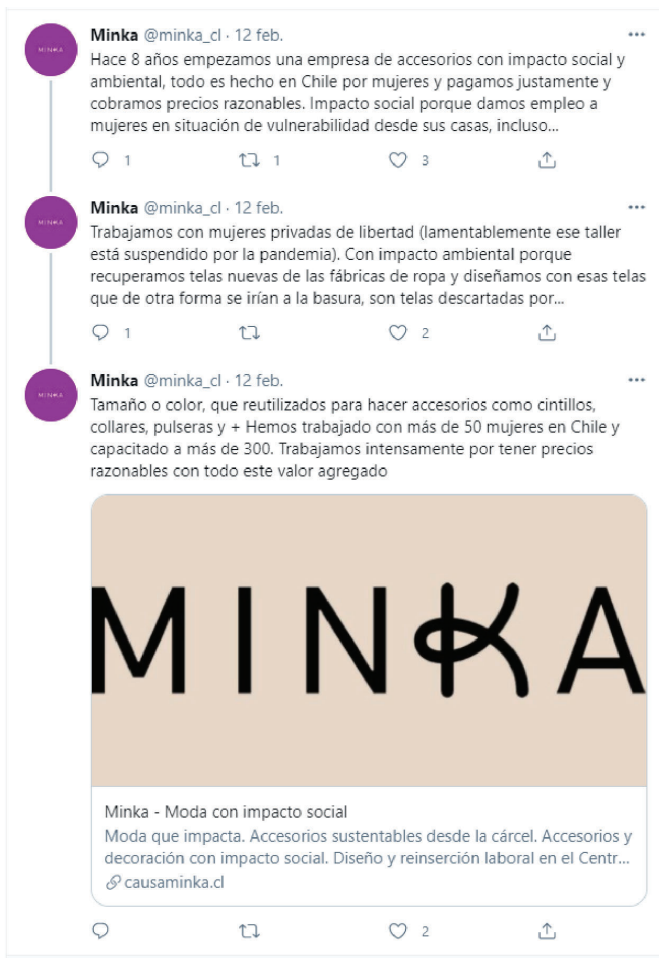 MINKA
Minka @minka_cl · 12 feb.
Hace 8 años empezamos una empresa de accesorios con impacto social y
ambiental, todo es hecho en Chile por mujeres y pagamos justamente y
cobramos precios razonables. Impacto social porque damos empleo a
mujeres en situación de vulnerabilidad desde sus casas, incluso...
1 1 3
MINKA
Minka @minka_cl · 12 feb.
Trabajamos con mujeres privadas de libertad (lamentablemente ese taller
está suspendido por la pandemia). Con impacto ambiental porque
recuperamos telas nuevas de las fábricas de ropa y diseñamos con esas telas
que de otra forma se irían a la basura, son telas descartadas por...
1 2
MINKA
Minka @minka_cl · 12 feb.
Tamaño o color, que reutilizados para hacer accesorios como cintillos,
collares, pulseras y + Hemos trabajado con más de 50 mujeres en Chile y
capacitado a más de 300. Trabajamos intensamente por tener precios
razonables con todo este valor agregado
MINKA
Minka - Moda con impacto social
Moda que impacta. Accesorios sustentables desde la cárcel. Accesorios y
decoración con impacto social. Diseño y reinserción laboral en el Centr...
causaminka.cl
2